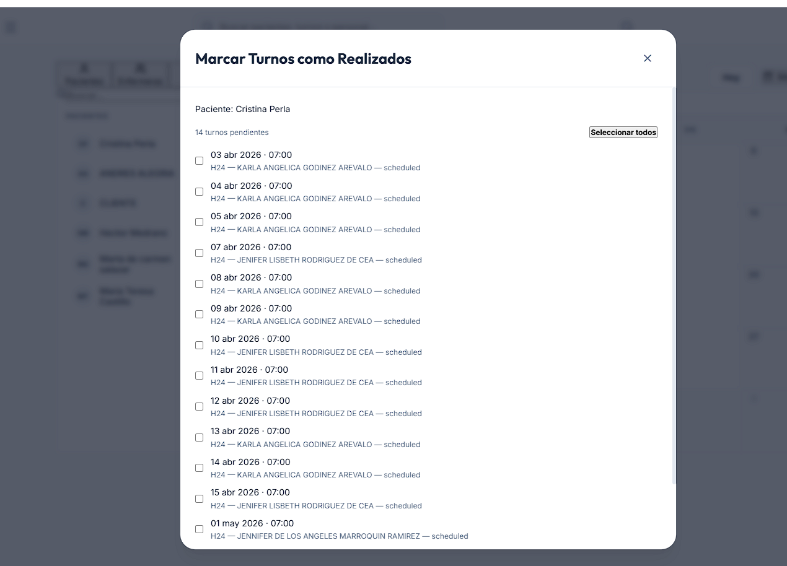 Marcar Turnos como Realizados
Paciente: Cristina Perla
14 turnos pendientes
Seleccionar todos
03 abr 2026 · 07:00
H24 — KARLA ANGELICA GODINEZ AREVALO — scheduled
04 abr 2026 · 07:00
H24 — KARLA ANGELICA GODINEZ AREVALO — scheduled
05 abr 2026 · 07:00
H24 — KARLA ANGELICA GODINEZ AREVALO — scheduled
07 abr 2026 · 07:00
H24 — JENIFER LISBETH RODRIGUEZ DE CEA — scheduled
08 abr 2026 · 07:00
H24 — KARLA ANGELICA GODINEZ AREVALO — scheduled
09 abr 2026 · 07:00
H24 — KARLA ANGELICA GODINEZ AREVALO — scheduled
10 abr 2026 · 07:00
H24 — JENIFER LISBETH RODRIGUEZ DE CEA — scheduled
11 abr 2026 · 07:00
H24 — JENIFER LISBETH RODRIGUEZ DE CEA — scheduled
12 abr 2026 · 07:00
H24 — JENIFER LISBETH RODRIGUEZ DE CEA — scheduled
13 abr 2026 · 07:00
H24 — KARLA ANGELICA GODINEZ AREVALO — scheduled
14 abr 2026 · 07:00
H24 — KARLA ANGELICA GODINEZ AREVALO — scheduled
15 abr 2026 · 07:00
H24 — JENIFER LISBETH RODRIGUEZ DE CEA — scheduled
01 may 2026 · 07:00
H24 — JENNIFER DE LOS ANGELES MARROQUIN RAMIREZ — scheduled